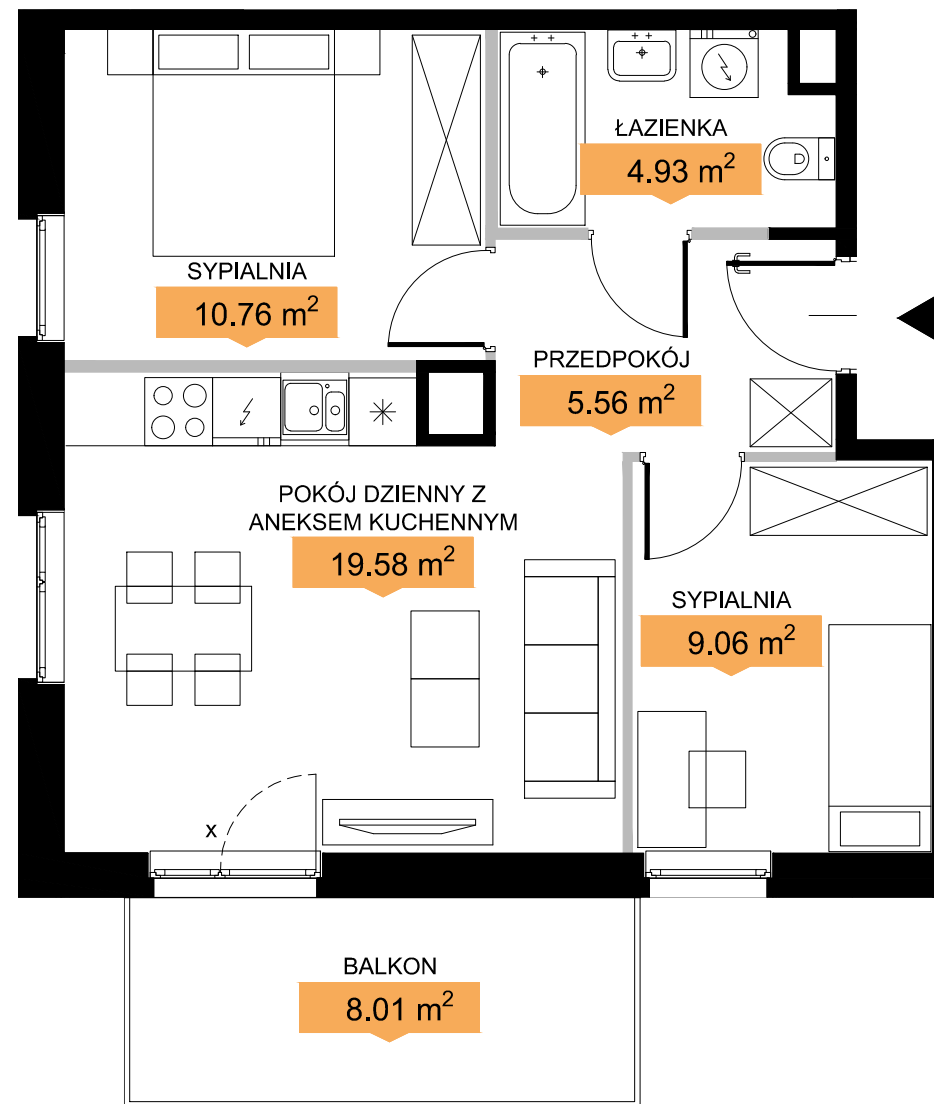 ŁAZIENKA
4.93 m²
SYPIALNIA
10.76 m²
PRZEDPOKÓJ
5.56 m²
POKÓJ DZIENNY Z
ANEKSEM KUCHENNYM
19.58 m²
SYPIALNIA
9.06 m²
x
BALKON
8.01 m²